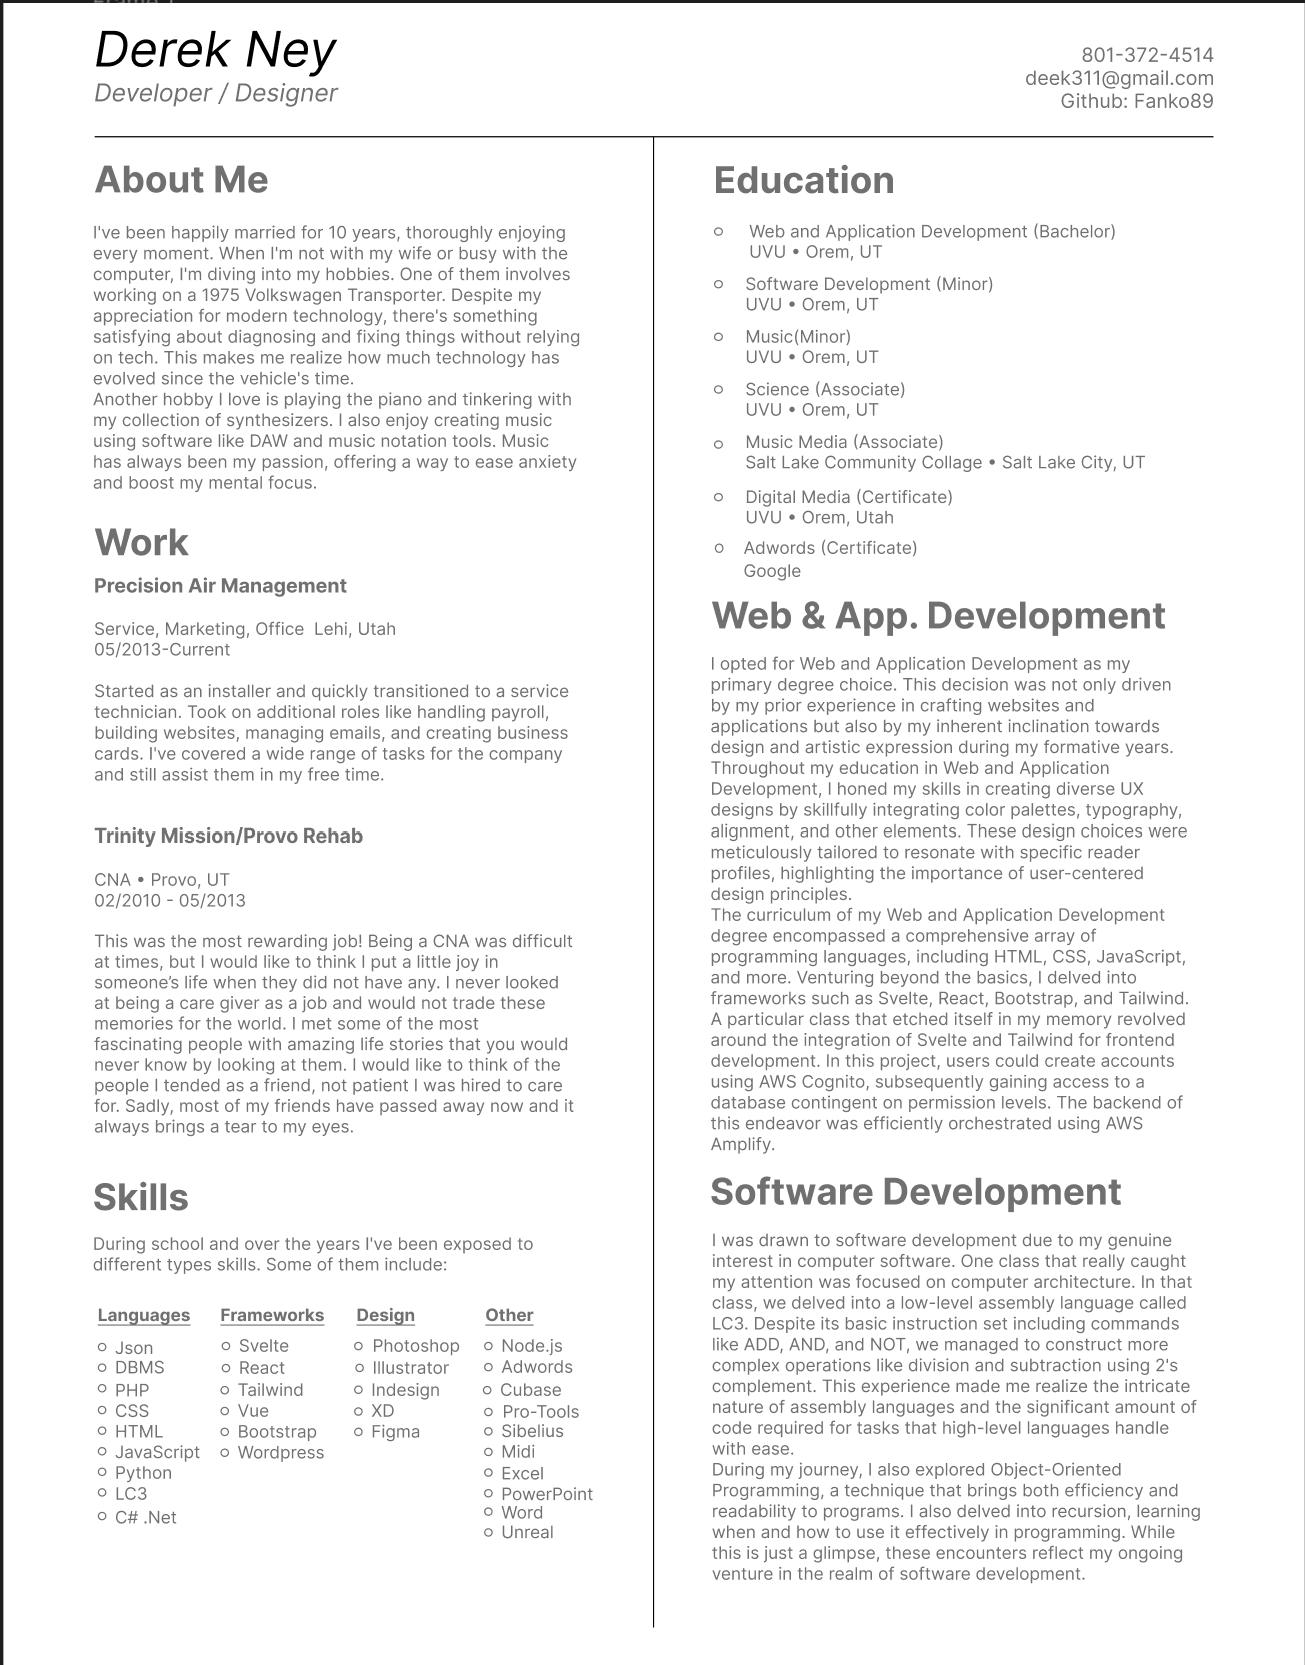 Derek Ney
Developer / Designer
801-372-4514
deek311@gmail.com
Github: Fanko89
About Me
I've been happily married for 10 years, thoroughly enjoying
every moment. When I'm not with my wife or busy with the
computer, I'm diving into my hobbies. One of them involves
working on a 1975 Volkswagen Transporter. Despite my
appreciation for modern technology, there's something
satisfying about diagnosing and fixing things without relying
on tech. This makes me realize how much technology has
evolved since the vehicle's time.
Another hobby I love is playing the piano and tinkering with
my collection of synthesizers. I also enjoy creating music
using software like DAW and music notation tools. Music
has always been my passion, offering a way to ease anxiety
and boost my mental focus.
Work
Precision Air Management
Service, Marketing, Office  Lehi, Utah
05/2013-Current
Started as an installer and quickly transitioned to a service
technician. Took on additional roles like handling payroll,
building websites, managing emails, and creating business
cards. I've covered a wide range of tasks for the company
and still assist them in my free time.
Trinity Mission/Provo Rehab
CNA • Provo, UT
02/2010 - 05/2013
This was the most rewarding job! Being a CNA was difficult
at times, but I would like to think I put a little joy in
someone’s life when they did not have any. I never looked
at being a care giver as a job and would not trade these
memories for the world. I met some of the most
fascinating people with amazing life stories that you would
never know by looking at them. I would like to think of the
people I tended as a friend, not patient I was hired to care
for. Sadly, most of my friends have passed away now and it
always brings a tear to my eyes.
Skills
During school and over the years I've been exposed to
different types skills. Some of them include:
Languages
Json
DBMS
PHP
CSS
HTML
JavaScript
Python
LC3
C# .Net
Frameworks
Svelte
React
Tailwind
Vue
Bootstrap
Wordpress
Design
Photoshop
Illustrator
Indesign
XD
Figma
Other
Node.js
Adwords
Cubase
Pro-Tools
Sibelius
Midi
Excel
PowerPoint
Word
Unreal
Education
Web and Application Development (Bachelor)
UVU • Orem, UT
Software Development (Minor)
UVU • Orem, UT
Music(Minor)
UVU • Orem, UT
Science (Associate)
UVU • Orem, UT
Music Media (Associate)
Salt Lake Community Collage • Salt Lake City, UT
Digital Media (Certificate)
UVU • Orem, Utah
Adwords (Certificate)
Google
Web & App. Development
I opted for Web and Application Development as my
primary degree choice. This decision was not only driven
by my prior experience in crafting websites and
applications but also by my inherent inclination towards
design and artistic expression during my formative years.
Throughout my education in Web and Application
Development, I honed my skills in creating diverse UX
designs by skillfully integrating color palettes, typography,
alignment, and other elements. These design choices were
meticulously tailored to resonate with specific reader
profiles, highlighting the importance of user-centered
design principles.
The curriculum of my Web and Application Development
degree encompassed a comprehensive array of
programming languages, including HTML, CSS, JavaScript,
and more. Venturing beyond the basics, I delved into
frameworks such as Svelte, React, Bootstrap, and Tailwind.
A particular class that etched itself in my memory revolved
around the integration of Svelte and Tailwind for frontend
development. In this project, users could create accounts
using AWS Cognito, subsequently gaining access to a
database contingent on permission levels. The backend of
this endeavor was efficiently orchestrated using AWS
Amplify.
Software Development
I was drawn to software development due to my genuine
interest in computer software. One class that really caught
my attention was focused on computer architecture. In that
class, we delved into a low-level assembly language called
LC3. Despite its basic instruction set including commands
like ADD, AND, and NOT, we managed to construct more
complex operations like division and subtraction using 2's
complement. This experience made me realize the intricate
nature of assembly languages and the significant amount of
code required for tasks that high-level languages handle
with ease.
During my journey, I also explored Object-Oriented
Programming, a technique that brings both efficiency and
readability to programs. I also delved into recursion, learning
when and how to use it effectively in programming. While
this is just a glimpse, these encounters reflect my ongoing
venture in the realm of software development.